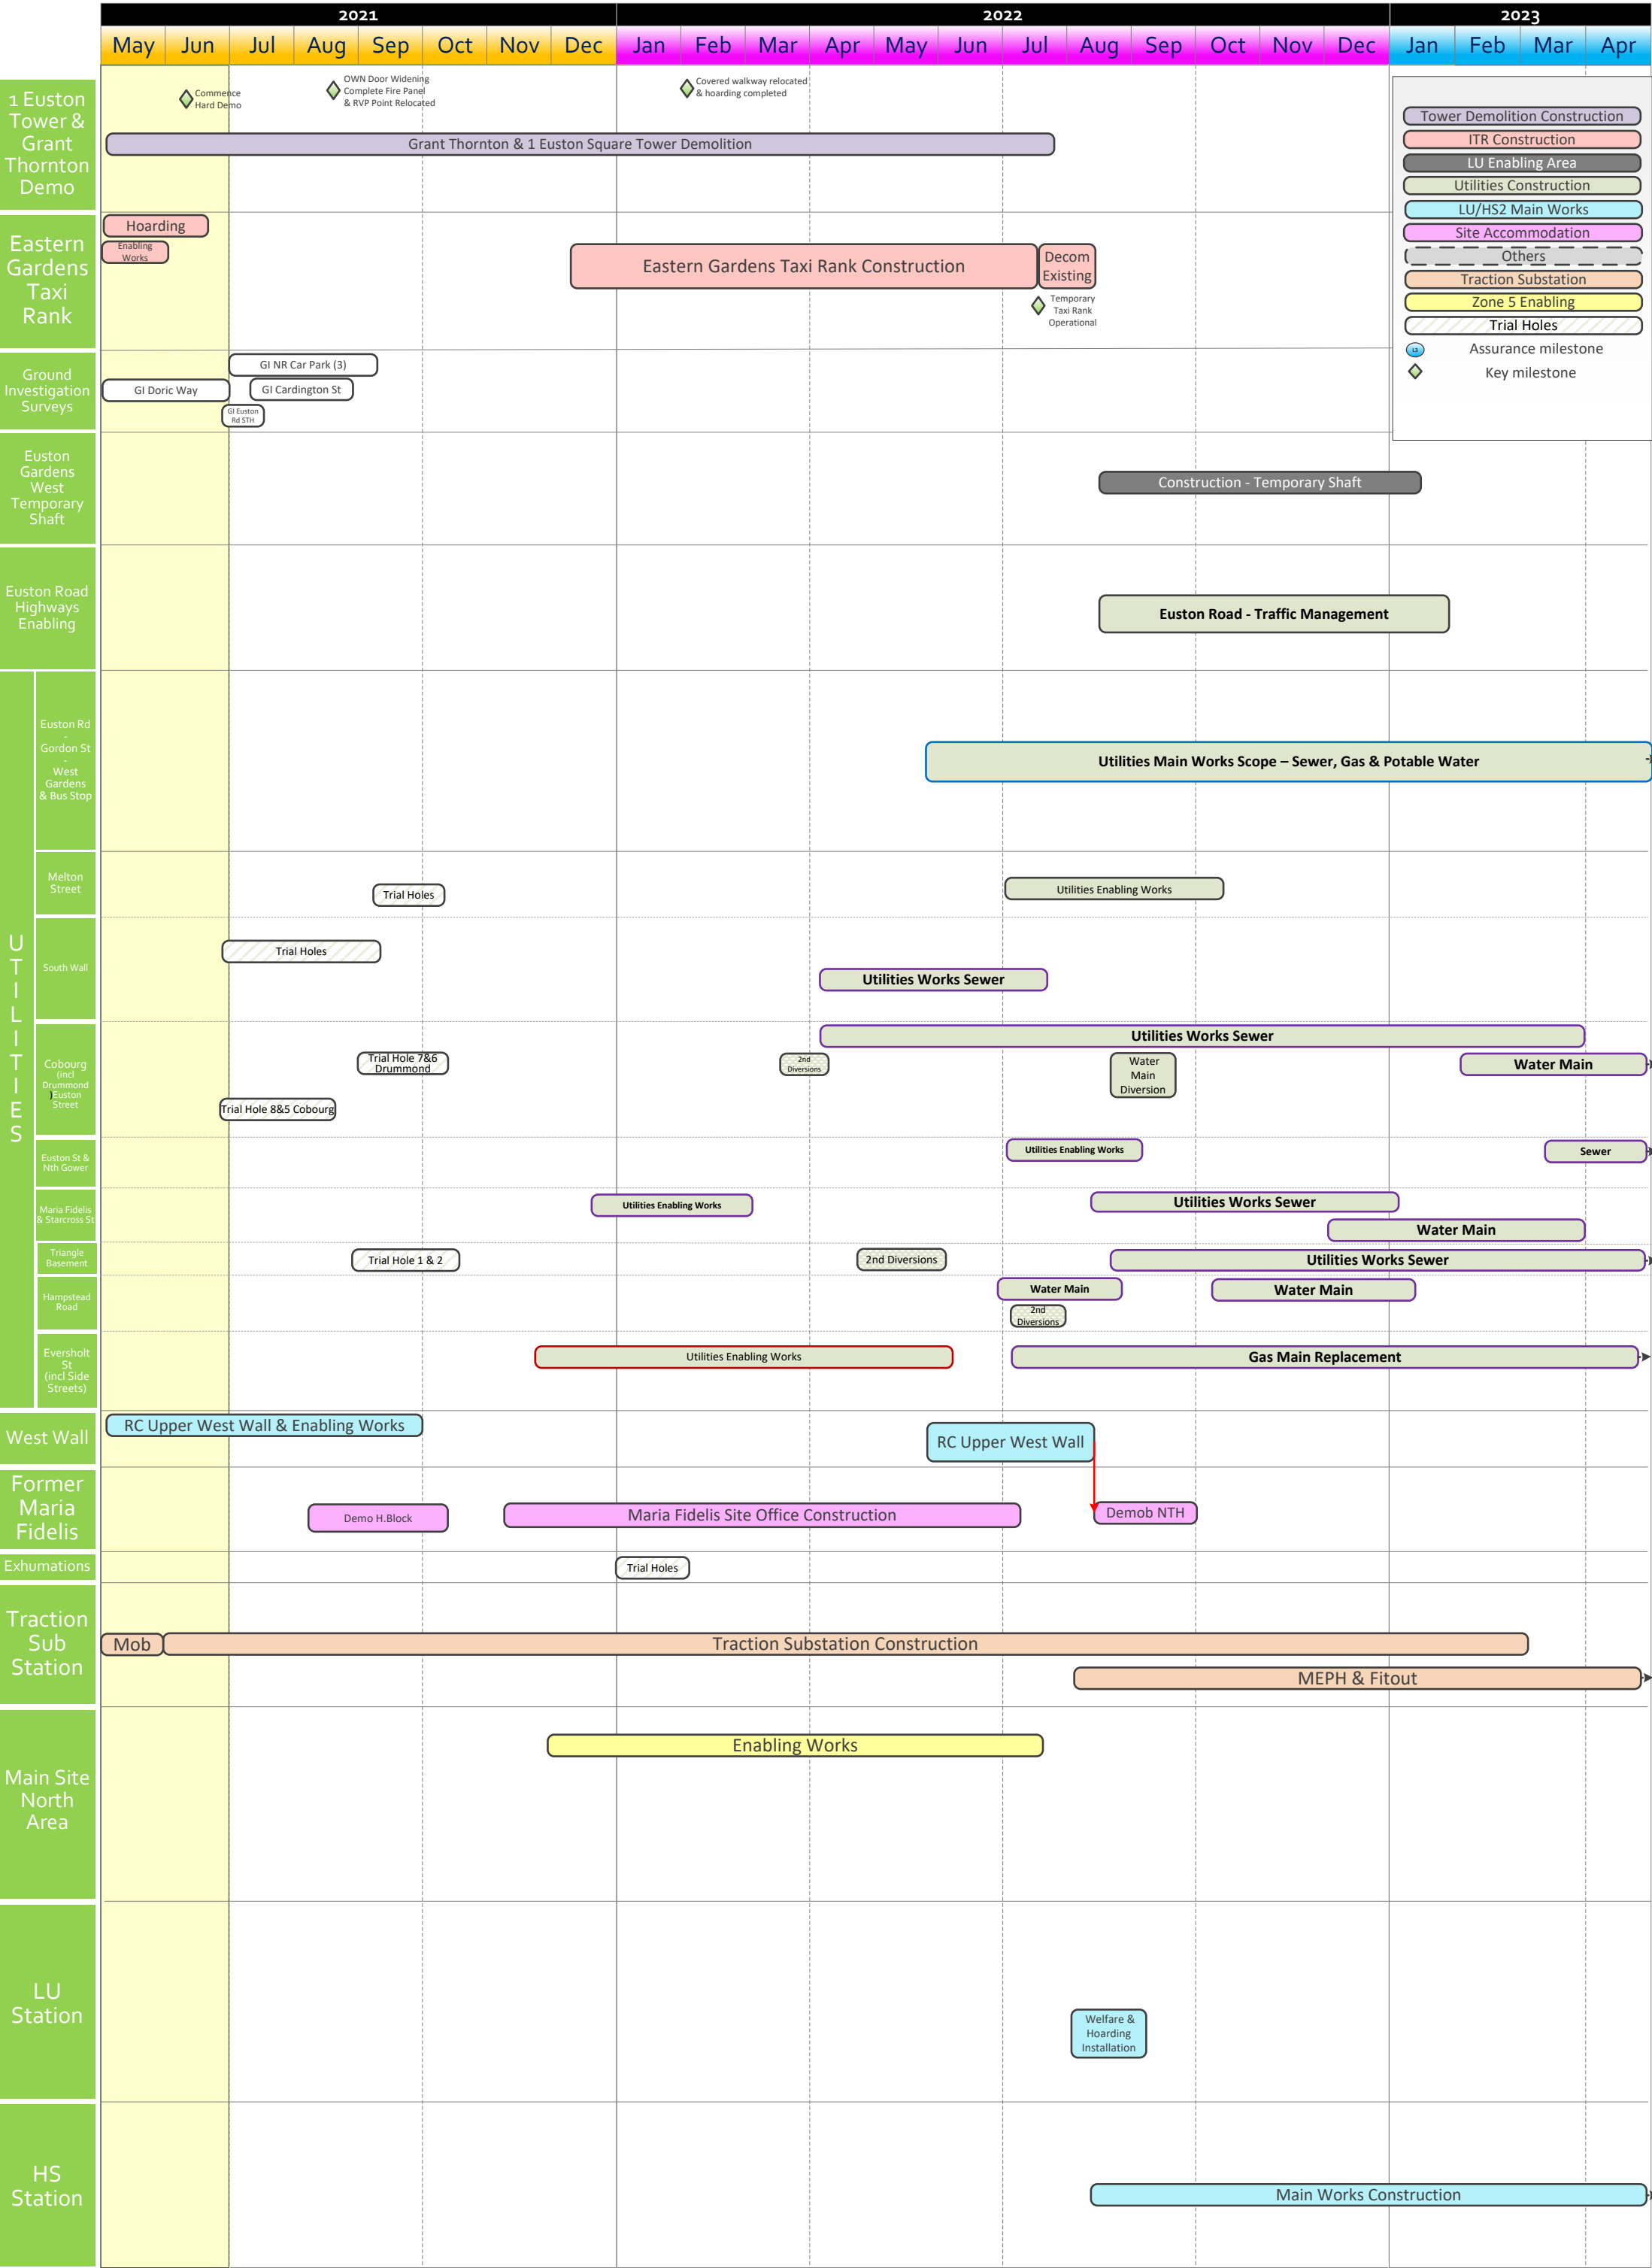 2021
2022
2023
May
Jun
Jul
Aug
Sep
Oct
Nov
Dec
Jan
Feb
Mar
Apr
May
Jun
Jul
Aug
Sep
Oct
Nov
Dec
Jan
Feb
Mar
Apr
1 Euston
Tower &
Grant
Thornton
Demo
Commence
Hard Demo
OWN Door Widening
Complete Fire Panel
& RVP Point Relocated
Covered walkway relocated
& hoarding completed
Grant Thornton & 1 Euston Square Tower Demolition
Tower Demolition Construction
ITR Construction
LU Enabling Area
Utilities Construction
LU/HS2 Main Works
Site Accommodation
Others
Traction Substation
Zone 5 Enabling
Trial Holes
L3
Assurance milestone
Key milestone
Eastern
Gardens
Taxi
Rank
Hoarding
Enabling
Works
Eastern Gardens Taxi Rank Construction
Decom
Existing
Temporary
Taxi Rank
Operational
Ground
Investigation
Surveys
GI NR Car Park (3)
GI Doric Way
GI Cardington St
GI Euston
Rd STH
Euston
Gardens
West
Temporary
Shaft
Construction - Temporary Shaft
Euston Road
Highways
Enabling
Euston Road - Traffic Management
UTILITIES
Euston Rd
-
Gordon St
-
West
Gardens
& Bus Stop
Utilities Main Works Scope – Sewer, Gas & Potable Water
Melton
Street
Trial Holes
Utilities Enabling Works
South Wall
Trial Holes
Utilities Works Sewer
Cobourg
(incl
Drummond
)Euston
Street
Utilities Works Sewer
Trial Hole 7&6
Drummond
2nd
Diversions
Water
Main
Diversion
Water Main
Trial Hole 8&5 Cobourg
Euston St &
Nth Gower
Utilities Enabling Works
Sewer
Maria Fidelis
& Starcross St
Utilities Enabling Works
Utilities Works Sewer
Water Main
Triangle
Basement
Trial Hole 1 & 2
2nd Diversions
Utilities Works Sewer
Hampstead
Road
Water Main
Water Main
2nd
Diversions
Eversholt
St
(incl Side
Streets)
Utilities Enabling Works
Gas Main Replacement
West Wall
RC Upper West Wall & Enabling Works
RC Upper West Wall
Former
Maria
Fidelis
Demo H.Block
Maria Fidelis Site Office Construction
Demob NTH
Exhumations
Trial Holes
Traction
Sub
Station
Mob
Traction Substation Construction
MEPH & Fitout
Main Site
North
Area
Enabling Works
LU
Station
Welfare &
Hoarding
Installation
HS
Station
Main Works Construction